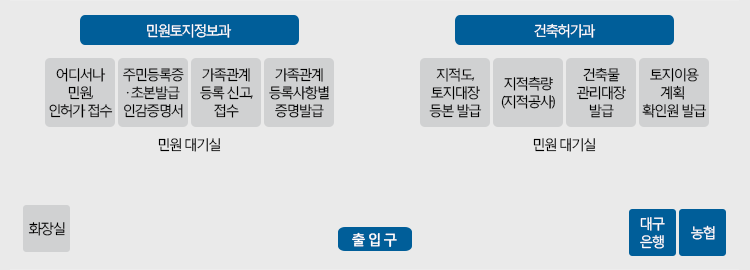 민원토지정보과
건축허가과
어디서나
민원,
인허가 접수
주민등록증
·초본발급
인감증명서
가족관계
등록 신고,
접수
가족관계
등록사항별
증명발급
지적도,
토지대장
등본 발급
지적측량
(지적공사)
건축물
관리대장
발급
토지이용
계획
확인원 발급
민원 대기실
민원 대기실
화장실
출 입 구
대구
은행
농협